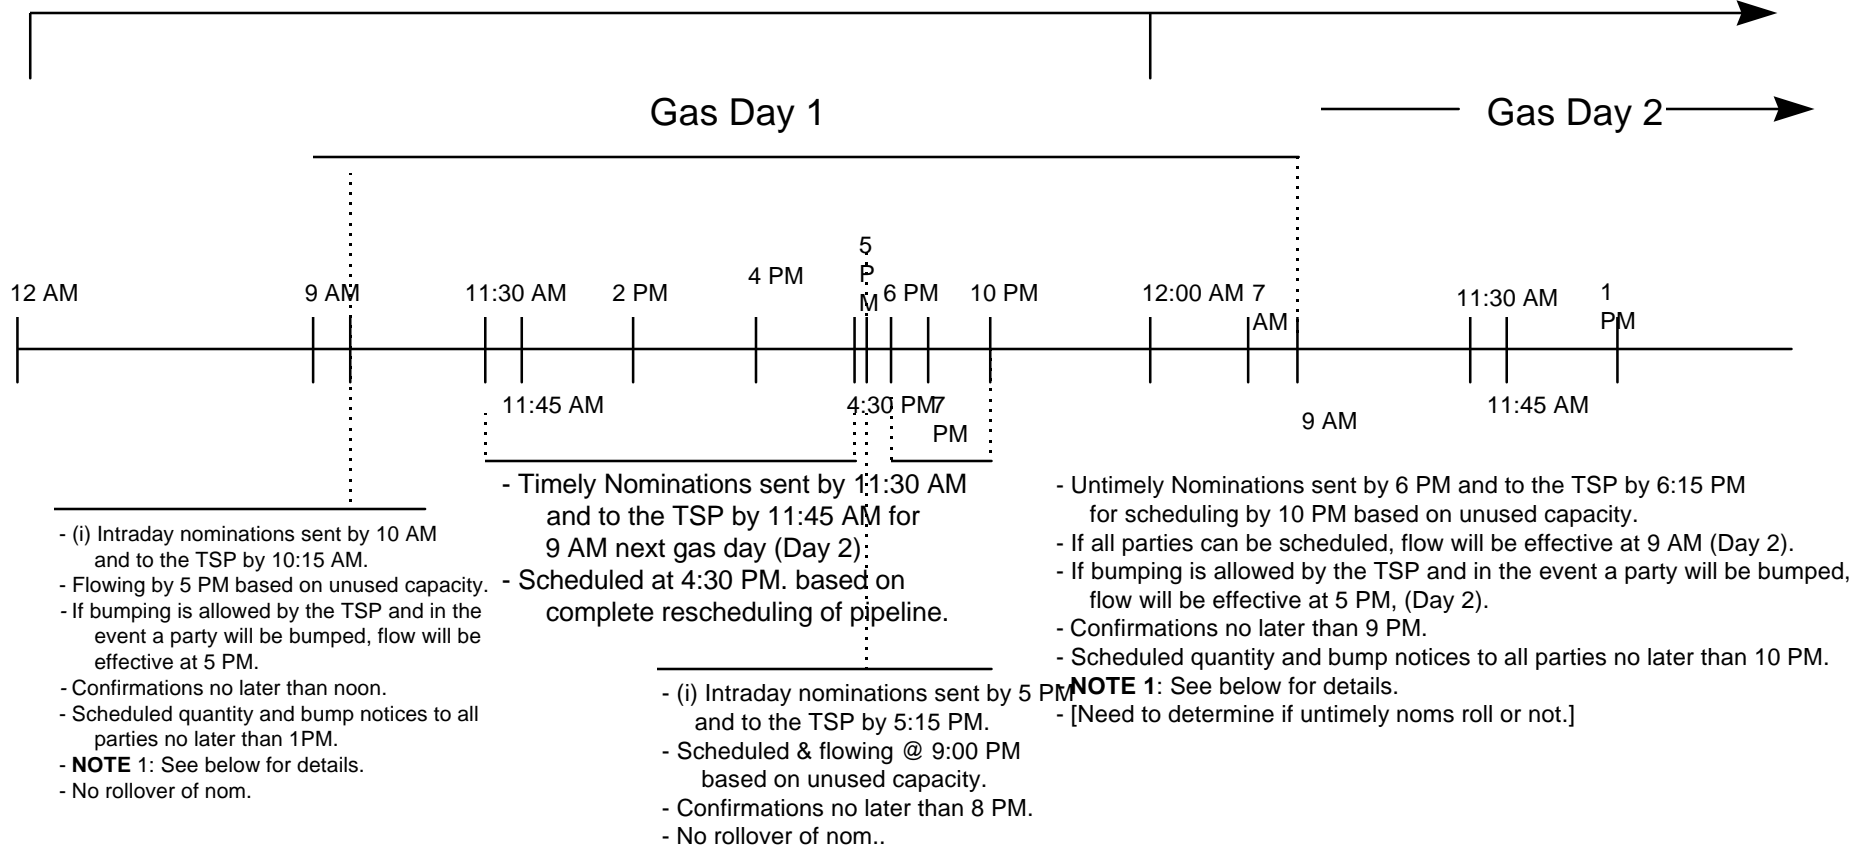 Gas Day 1
Gas Day 2
5
P
M
4 PM
12 AM
9 AM
11:30 AM
2 PM
6 PM
10 PM
12:00 AM
7
AM
11:30 AM
1
PM
11:45 AM
4:30 PM
7
PM
9 AM
11:45 AM
- (i) Intraday nominations sent by 10 AM
and to the TSP by 10:15 AM.
- Flowing by 5 PM based on unused capacity.
- If bumping is allowed by the TSP and in the
event a party will be bumped, flow will be
effective at 5 PM.
- Confirmations no later than noon.
- Scheduled quantity and bump notices to all
parties no later than 1PM.
- NOTE 1: See below for details.
- No rollover of nom.
- Timely Nominations sent by 11:30 AM
and to the TSP by 11:45 AM for
9 AM next gas day (Day 2)
- Scheduled at 4:30 PM. based on
complete rescheduling of pipeline.
- (i) Intraday nominations sent by 5 PM
and to the TSP by 5:15 PM.
- Scheduled & flowing @ 9:00 PM
based on unused capacity.
- Confirmations no later than 8 PM.
- No rollover of nom..
- Untimely Nominations sent by 6 PM and to the TSP by 6:15 PM
for scheduling by 10 PM based on unused capacity.
- If all parties can be scheduled, flow will be effective at 9 AM (Day 2).
- If bumping is allowed by the TSP and in the event a party will be bumped,
flow will be effective at 5 PM, (Day 2).
- Confirmations no later than 9 PM.
- Scheduled quantity and bump notices to all parties no later than 10 PM.
- NOTE 1: See below for details.
- [Need to determine if untimely noms roll or not.]